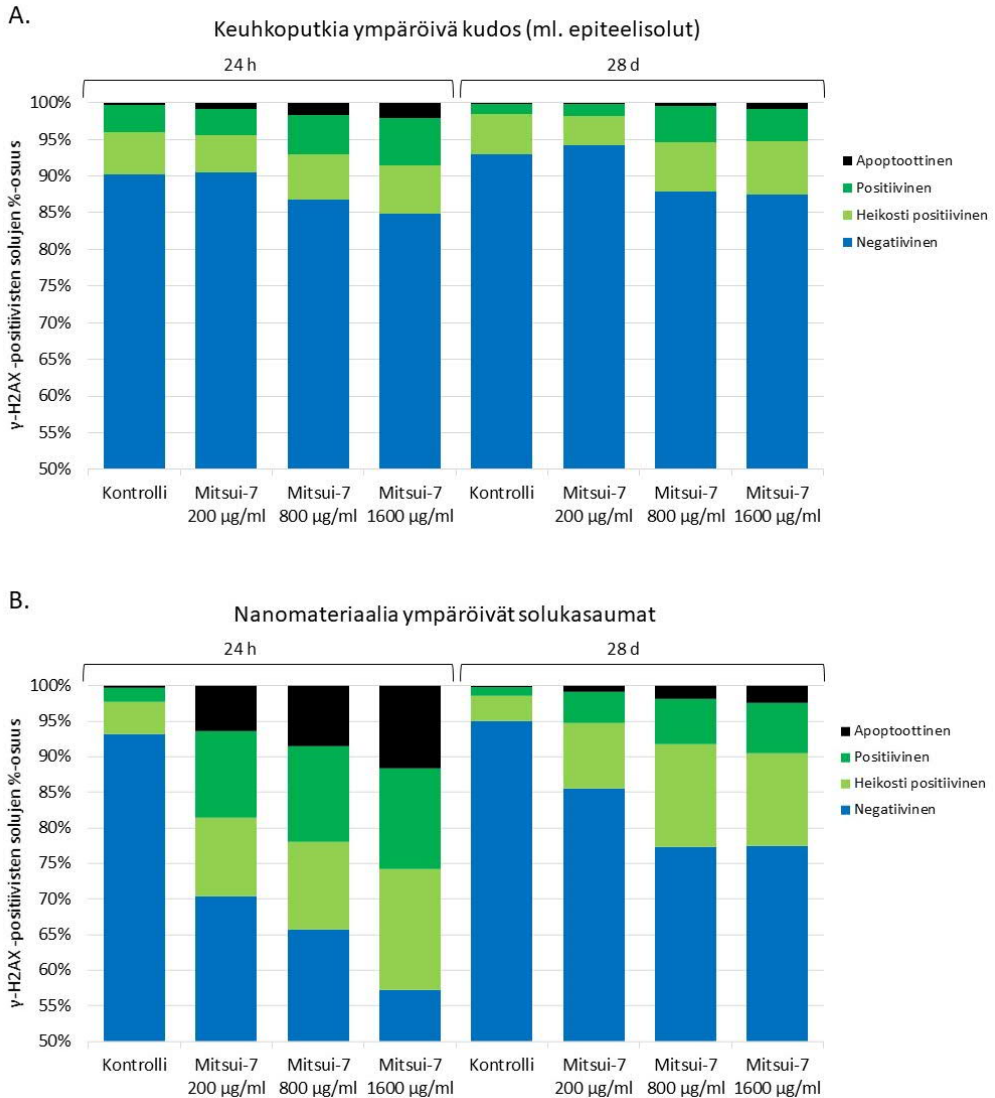 A.
Keuhkoputkia ympäröivä kudos (ml. epiteelisolut)
24 h
28 d
γ-H2AX -positiivisten solujen %-osuus
100%
95%
90%
85%
80%
75%
70%
65%
60%
55%
50%
Kontrolli
Mitsui-7
200 µg/ml
Mitsui-7
800 µg/ml
Mitsui-7
1600 µg/ml
Kontrolli
Mitsui-7
200 µg/ml
Mitsui-7
800 µg/ml
Mitsui-7
1600 µg/ml
Apoptoottinen
Positiivinen
Heikosti positiivinen
Negatiivinen
B.
Nanomateriaalia ympäröivät solukasaumat
24 h
28 d
γ-H2AX -positiivisten solujen %-osuus
100%
95%
90%
85%
80%
75%
70%
65%
60%
55%
50%
Kontrolli
Mitsui-7
200 µg/ml
Mitsui-7
800 µg/ml
Mitsui-7
1600 µg/ml
Kontrolli
Mitsui-7
200 µg/ml
Mitsui-7
800 µg/ml
Mitsui-7
1600 µg/ml
Apoptoottinen
Positiivinen
Heikosti positiivinen
Negatiivinen